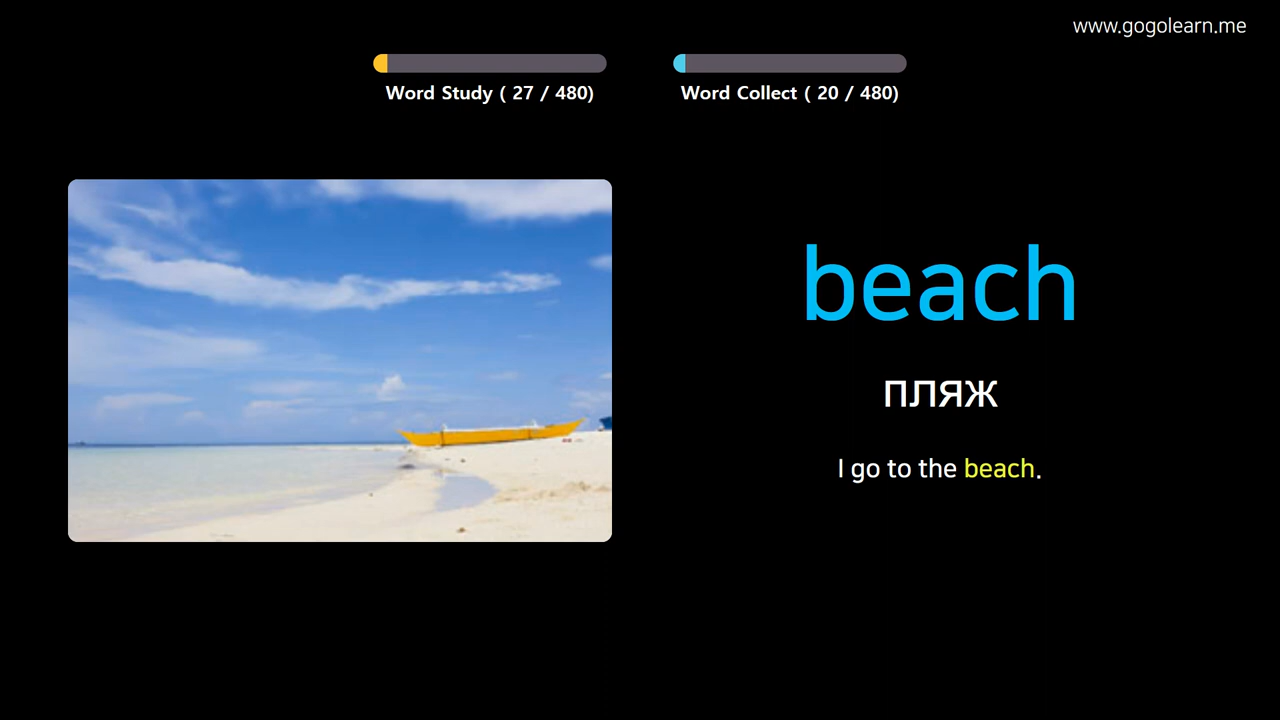 www.gogolearn.me
Word Study ( 27 / 480)
Word Collect ( 20 / 480)
beach
пляж
I go to the beach.